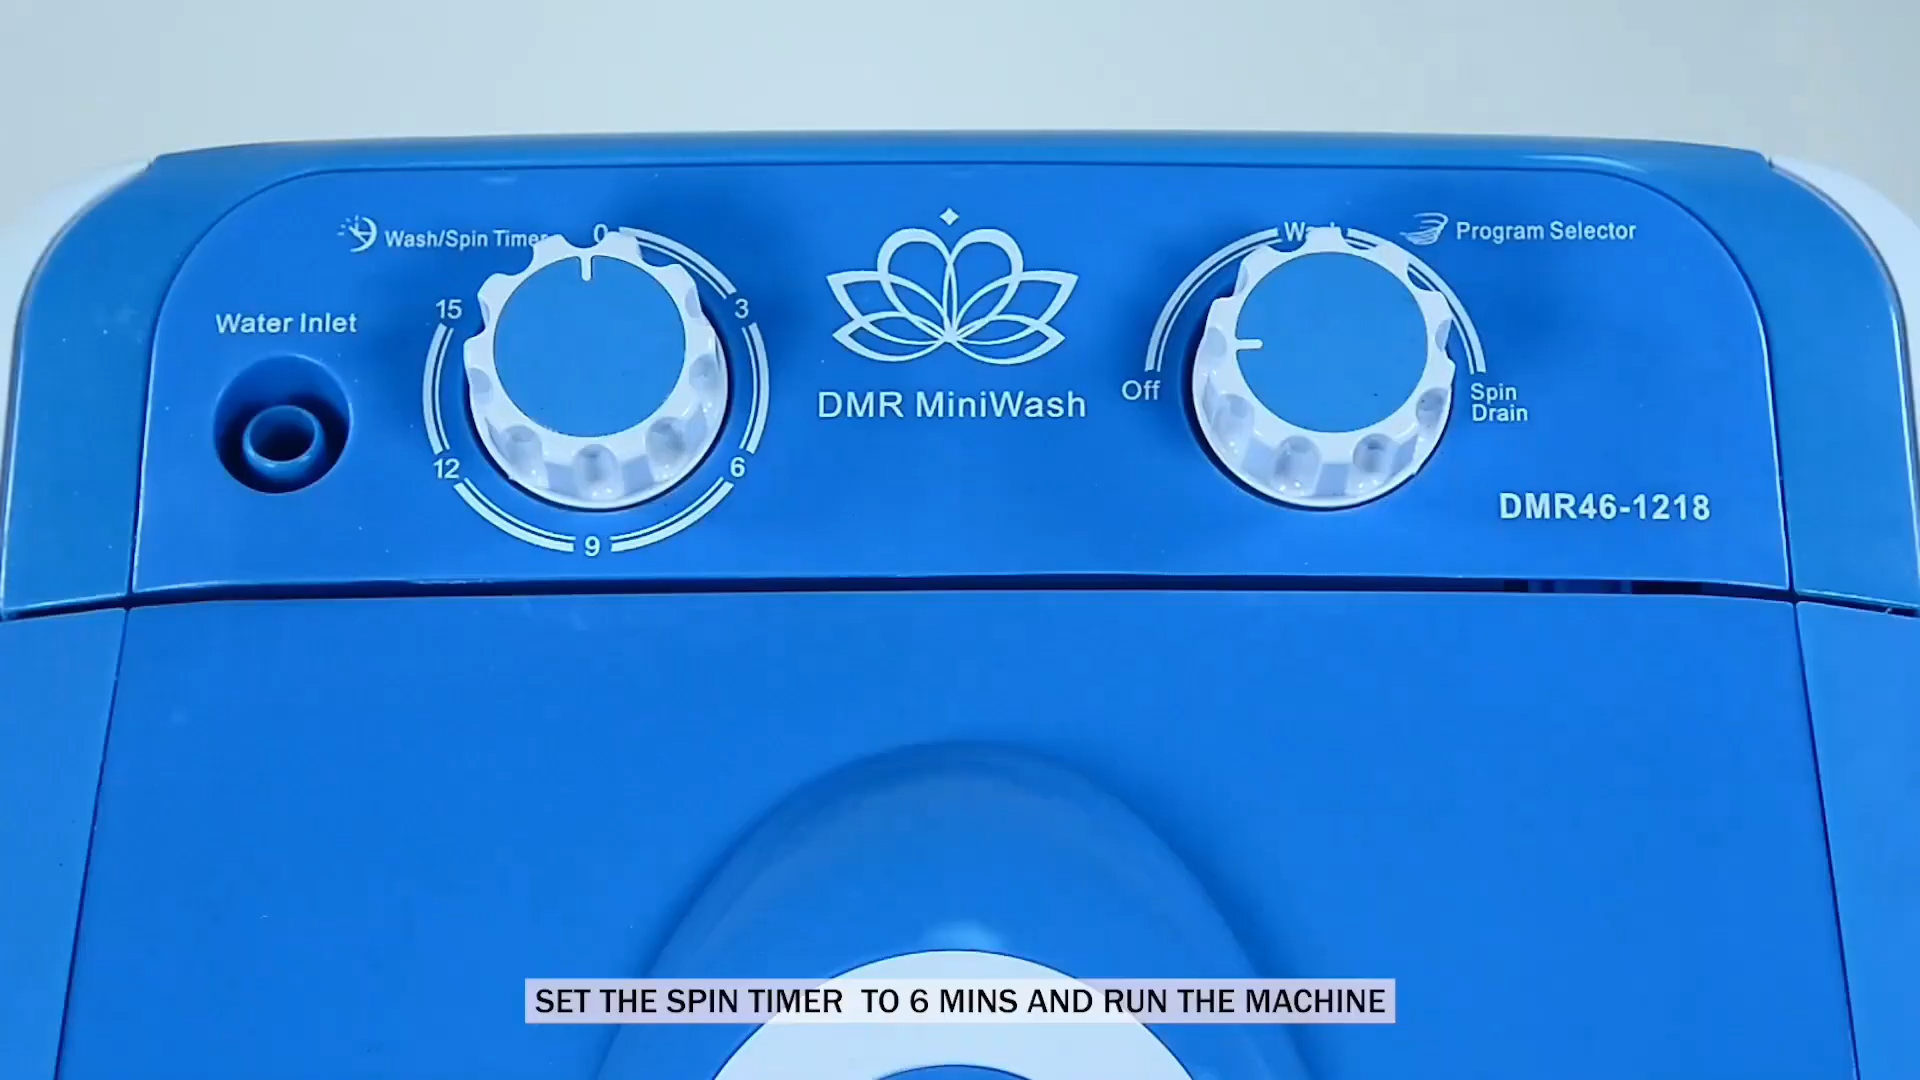 Wash/Spin Timer
0
3
6
9
12
15
Water Inlet
DMR MiniWash
Wash
Program Selector
Off
Spin
Drain
DMR46-1218
SET THE SPIN TIMER TO 6 MINS AND RUN THE MACHINE